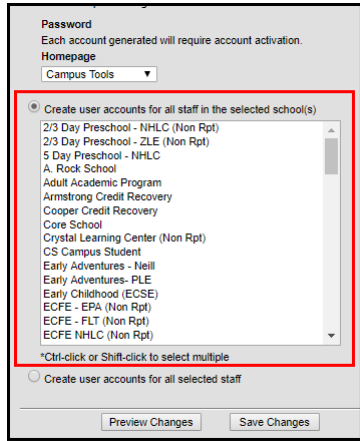 Password
Each account generated will require account activation.
Homepage
Campus Tools
Create user accounts for all staff in the selected school(s)
2/3 Day Preschool - NHLC (Non Rpt)
2/3 Day Preschool - ZLE (Non Rpt)
5 Day Preschool - NHLC
A. Rock School
Adult Academic Program
Armstrong Credit Recovery
Cooper Credit Recovery
Core School
Crystal Learning Center (Non Rpt)
CS Campus Student
Early Adventures - Neill
Early Adventures- PLE
Early Childhood (ECSE)
ECFE - EPA (Non Rpt)
ECFE - FLT (Non Rpt)
ECFE NHLC (Non Rpt)
*Ctrl-click or Shift-click to select multiple
Create user accounts for all selected staff
Preview Changes Save Changes